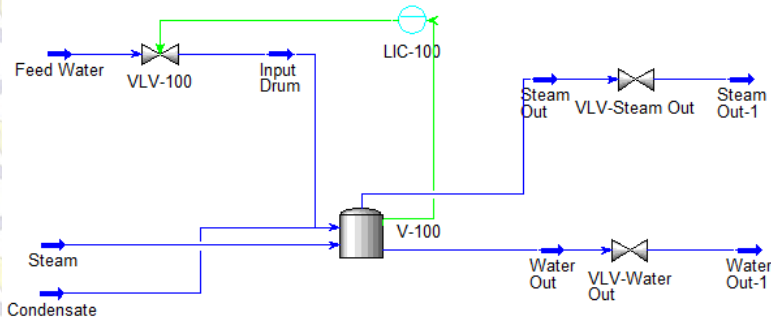 LIC-100
Feed Water
VLV-100
Input
Drum
Steam
Out
VLV-Steam Out
Steam
Out-1
V-100
Steam
Water
Out
VLV-Water
Out
Water
Out-1
Condensate